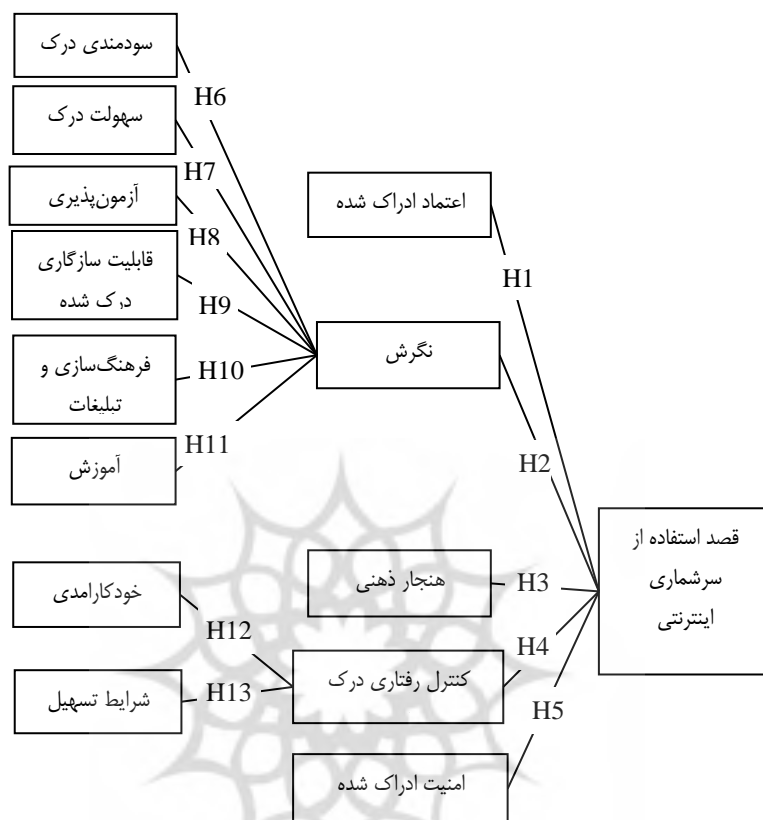 سودمندی درک
H6
سهولت درک
H7
آزمون‌پذیری
H8
اعتماد ادراک شده
H1
قابلیت سازگاری
درک شده
H9
نگرش
فرهنگ‌سازی و
تبلیغات
H10
آموزش
H11
H2
قصد استفاده از
سرشماری
اینترنتی
هنجار ذهنی
H3
خودکارامدی
H12
کنترل رفتاری درک
H4
شرایط تسهیل
H13
H5
امنیت ادراک شده